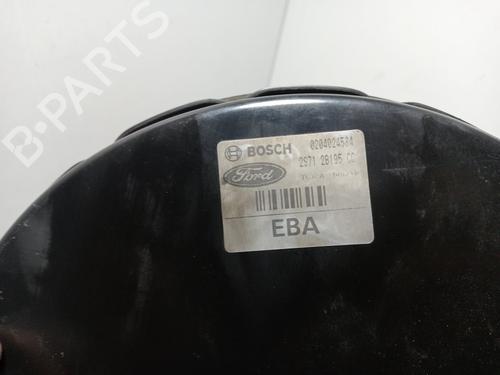 BOSCH 0204024584
Ford 2S71 2B195 CC
EBA
B-PARTS